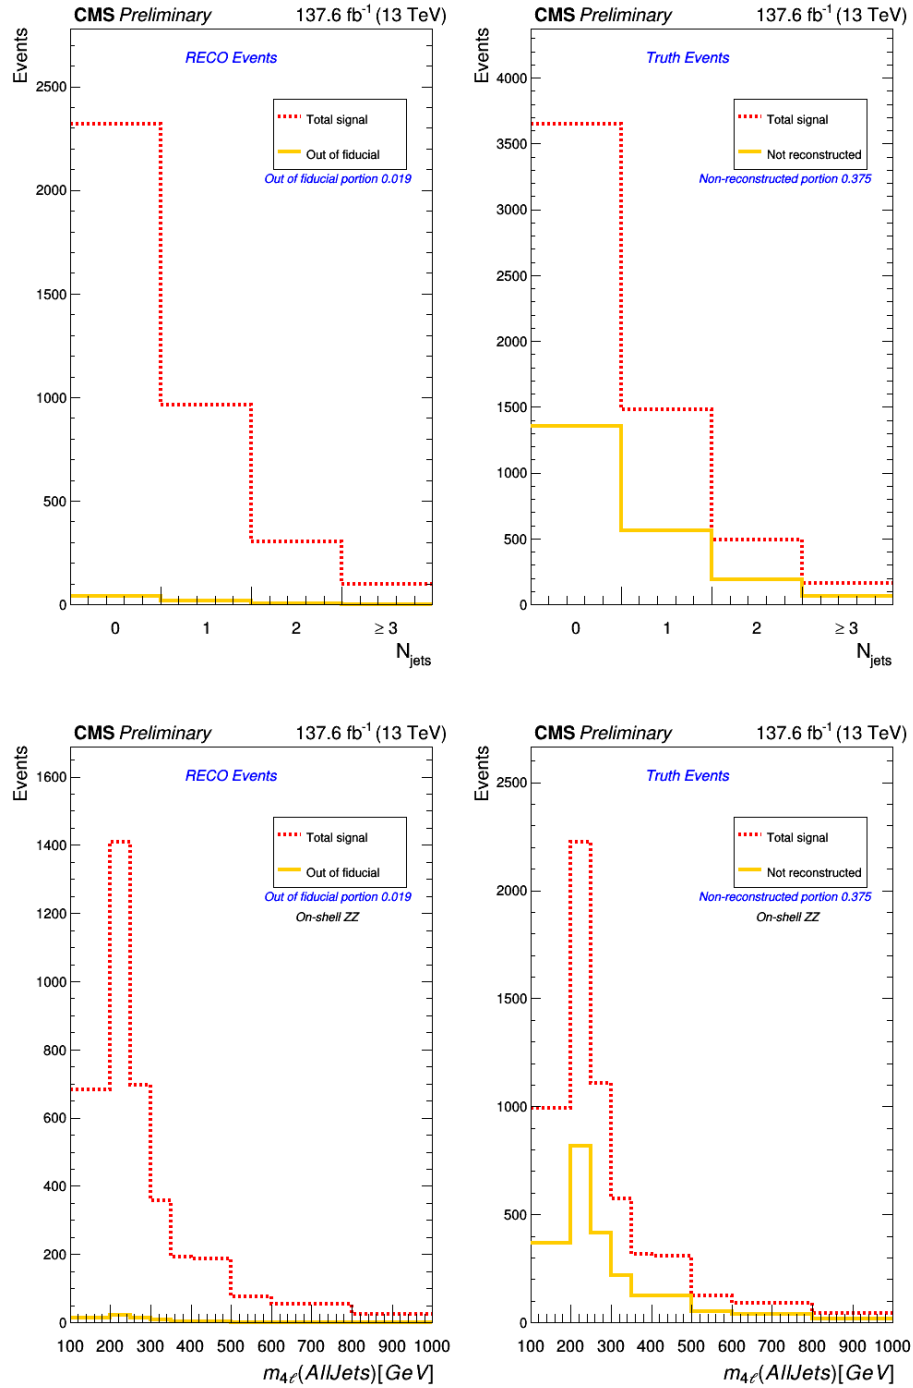 CMS Preliminary 137.6 fb⁻¹ (13 TeV)
Events
RECO Events
Total signal
Out of fiducial
Out of fiducial portion 0.019
2500
2000
1500
1000
500
0
0 1 2 ≥ 3
N_jets
CMS Preliminary 137.6 fb⁻¹ (13 TeV)
Events
Truth Events
Total signal
Not reconstructed
Non-reconstructed portion 0.375
4000
3500
3000
2500
2000
1500
1000
500
0
0 1 2 ≥ 3
N_jets
CMS Preliminary 137.6 fb⁻¹ (13 TeV)
Events
RECO Events
Total signal
Out of fiducial
Out of fiducial portion 0.019
On-shell ZZ
1600
1400
1200
1000
800
600
400
200
0
100 200 300 400 500 600 700 800 900 1000
m_4ℓ(AllJets)[GeV]
CMS Preliminary 137.6 fb⁻¹ (13 TeV)
Events
Truth Events
Total signal
Not reconstructed
Non-reconstructed portion 0.375
On-shell ZZ
2500
2000
1500
1000
500
0
100 200 300 400 500 600 700 800 900 1000
m_4ℓ(AllJets)[GeV]